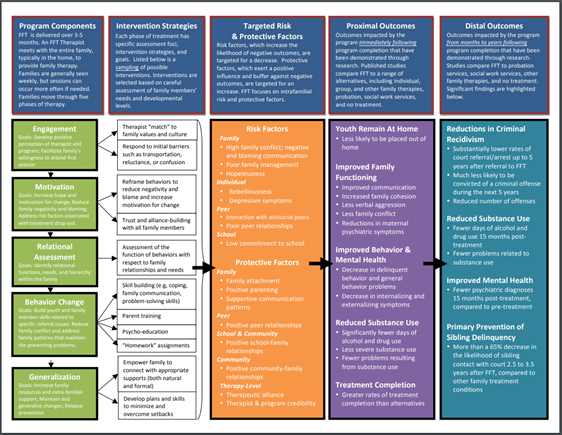 Program Components
FFT is delivered over 3-5
months. An FFT Therapist
meets with the entire family,
typically in the home, to
provide family therapy.
Families are generally seen
weekly, but sessions can
occur more often if needed.
Families move through five
phases of therapy.
Intervention Strategies
Each phase of treatment has
specific assessment foci,
intervention strategies, and
goals. Listed below is a
sampling of possible
interventions. Interventions
are selected based on careful
assessment of family members'
needs and developmental
levels.
Targeted Risk
& Protective Factors
Risk factors, which increase the
likelihood of negative outcomes, are
targeted for a decrease. Protective
factors, which exert a positive
influence and buffer against negative
outcomes, are targeted for an
increase. FFT focuses on intrafamilial
risk and protective factors.
Proximal Outcomes
Outcomes impacted by the
program immediately following
program completion that have
been demonstrated through
research. Published studies
compare FFT to a range of
alternatives, including individual,
group, and other family therapies,
probation, social work services,
and no treatment.
Distal Outcomes
Outcomes impacted by the program
from months to years following
program completion that have been
demonstrated through research.
Studies compare FFT to probation
services, social work services, other
family therapies, and no treatment.
Significant findings are highlighted
below.
Engagement
Goals: Develop positive
perception of therapist and
program; Facilitate family's
willingness to attend first
session
Motivation
Goals: Increase hope and
motivation for change; Reduce
family negativity and blaming;
Address risk factors associated
with treatment drop-out
Relational
Assessment
Goals: Identify relational
functions, needs, and hierarchy
within the family
Behavior Change
Goals: Build youth and family
member skills related to
specific referral issues. Reduce
family conflict and address
family patterns that maintain
the presenting problems.
Generalization
Goals: Increase family
resources and extra-familial
support; Maintain and
generalize changes; Relapse
prevention
Therapist "match" to
family values and culture
Respond to initial barriers
such as transportation,
reluctance, or confusion
Reframe behaviors to
reduce negativity and
blame and increase
motivation for change
Trust and alliance-building
with all family members
Assessment of the
function of behaviors with
respect to family
relationships and needs
Skill building (e.g, coping,
family communication,
problem-solving skills)
Parent training
Psycho-education
"Homework" assignments
Empower family to
connect with appropriate
supports (both natural
and formal)
Develop plans and skills
to minimize and
overcome setbacks
Risk Factors
Family
• High family conflict; negative
and blaming communication
• Poor family management
• Hopelessness
Individual
• Rebelliousness
• Depressive symptoms
Peer
• Interaction with antisocial peers
• Poor peer relationships
School
• Low commitment to school
Protective Factors
Family
• Family attachment
• Positive parenting
• Supportive communication
patterns
Peer
• Positive peer relationships
School & Community
• Positive school-family
relationships
Community
• Positive community-family
relationships
Therapy-Level
• Therapeutic alliance
• Therapist & program credibility
Youth Remain At Home
• Less likely to be placed out of
home
Improved Family
Functioning
• Improved communication
• Increased family cohesion
• Less verbal aggression
• Less family conflict
• Reductions in maternal
psychiatric symptoms
Improved Behavior &
Mental Health
• Decrease in delinquent
behavior and general
behavior problems
• Decrease in internalizing and
externalizing symptoms
Reduced Substance Use
• Significantly fewer days of
alcohol and drug use
• Less severe substance use
• Fewer problems resulting
from substance use
Treatment Completion
• Greater rates of treatment
completion than alternatives
Reductions in Criminal
Recidivism
• Substantially lower rates of
court referral/arrest up to 5
years after referral to FFT
• Much less likely to be
convicted of a criminal offense
during the next 5 years
• Reduced number of offenses
Reduced Substance Use
• Fewer days of alcohol and
drug use 15 months post-
treatment
• Fewer problems related to
substance use
Improved Mental Health
• Fewer psychiatric diagnoses
15 months post-treatment,
compared to pre-treatment
Primary Prevention of
Sibling Delinquency
• More than a 65% decrease in
the likelihood of sibling
contact with court 2.5 to 3.5
years after FFT, compared to
other family treatment
conditions